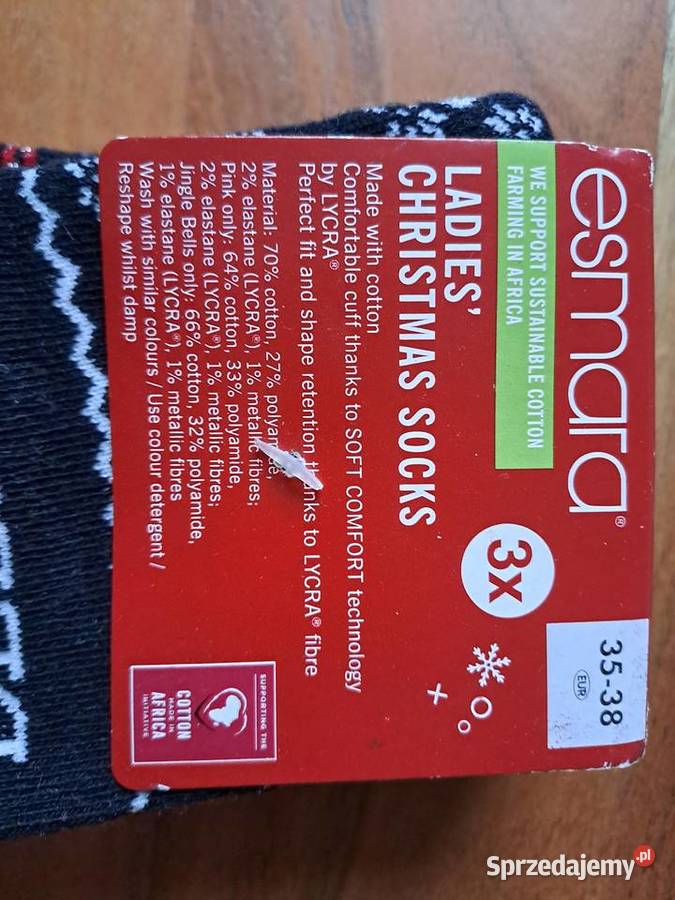 esmara®
WE SUPPORT SUSTAINABLE COTTON
FARMING IN AFRICA
35-38
EUR
3x
LADIES'
CHRISTMAS SOCKS
Made with cotton
Comfortable cuff thanks to SOFT COMFORT technology
by LYCRA®
Perfect fit and shape retention thanks to LYCRA® fibre
Material: 70% cotton, 27% polyamide,
2% elastane (LYCRA®), 1% metallic fibres;
Pink only: 64% cotton, 33% polyamide,
2% elastane (LYCRA®), 1% metallic fibres;
Jingle Bells only: 66% cotton, 32% polyamide,
1% elastane (LYCRA®), 1% metallic fibres
Wash with similar colours / Use colour detergent /
Reshape whilst damp
SUPPORTING THE
COTTON
MADE IN
AFRICA
INITIATIVE
Sprzedajemy.pl